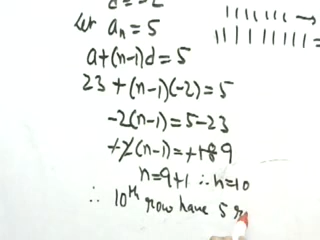 d=-2
Let aₙ = 5
a+(n-1)d = 5
23 + (n-1)(-2) = 5
-2(n-1) = 5-23
+2(n-1) = +18 9
n = 9+1 ∴ n = 10
∴ 10th row have 5